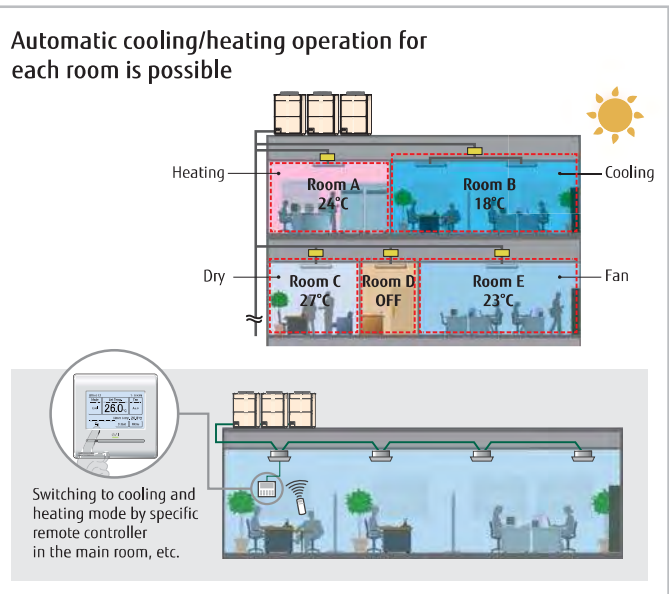 Automatic cooling/heating operation for
each room is possible
Heating
Cooling
Room A
24°C
Room B
18°C
Dry
Fan
Room C
27°C
Room D
OFF
Room E
23°C
26.0
Switching to cooling and
heating mode by specific
remote controller
in the main room, etc.